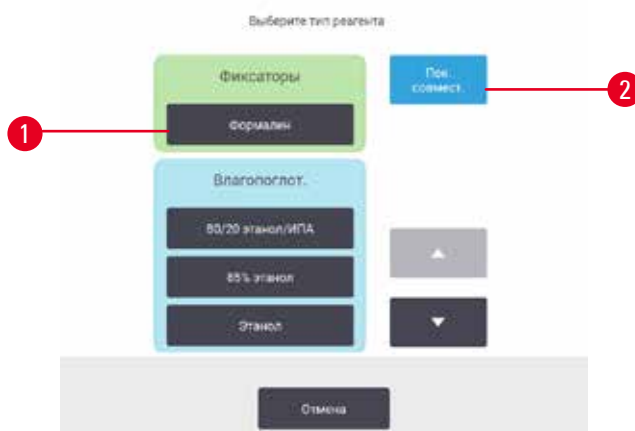 Выберите тип реагента
Фиксаторы
Пок.
совмест.
2
1
Формалин
Влагопоглот.
80/20 этанол/ИПА
85% этанол
Этанол
Отмена